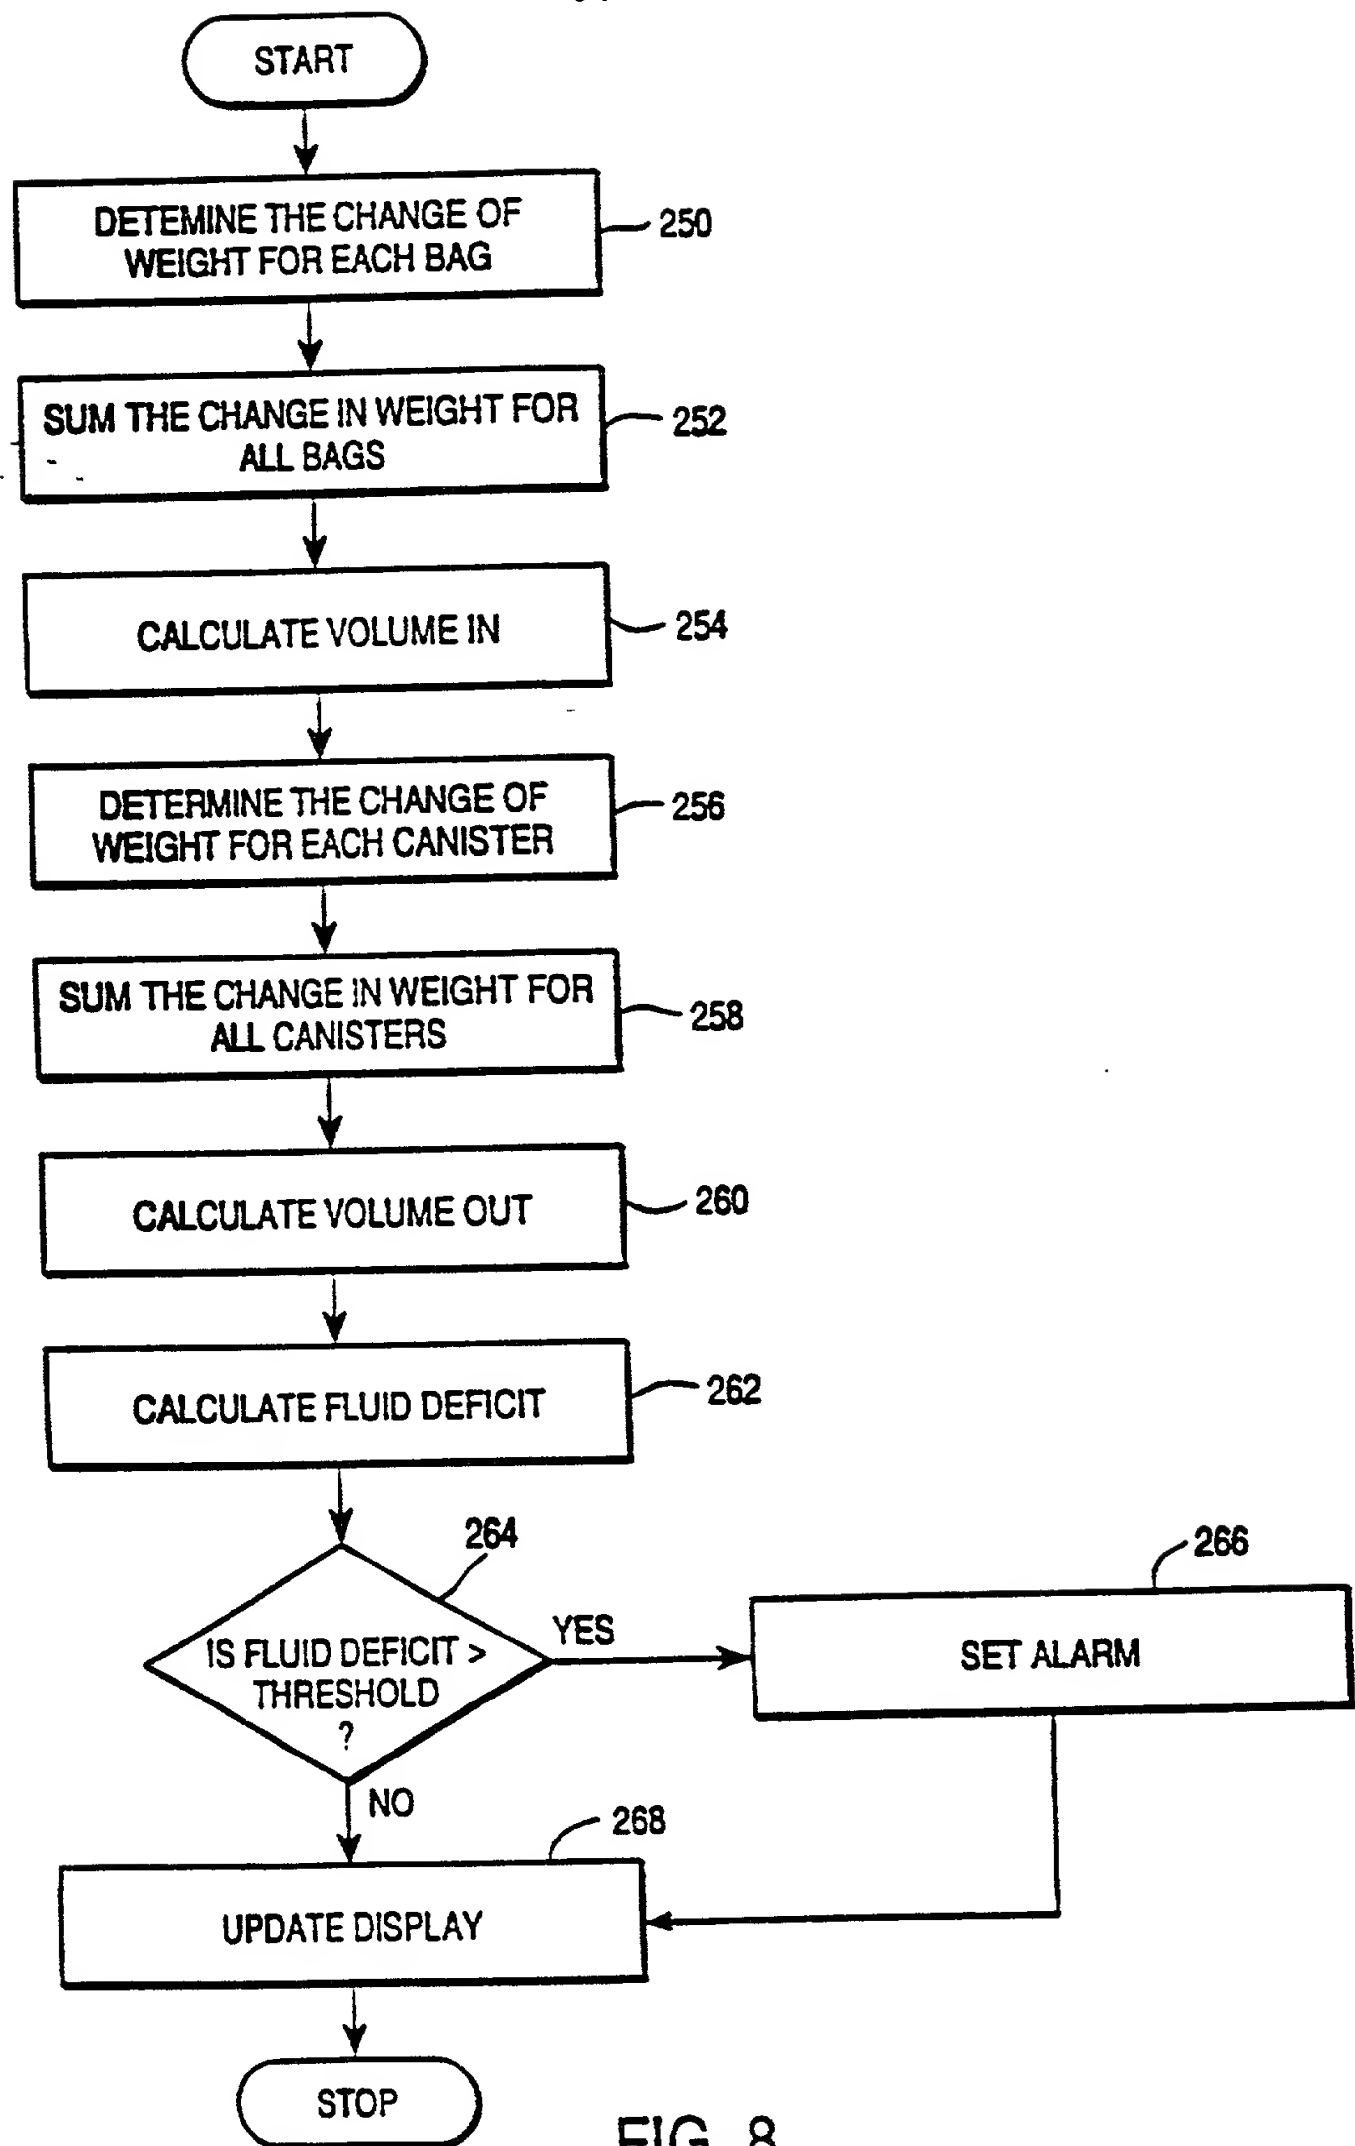 START
DETEMINE THE CHANGE OF
WEIGHT FOR EACH BAG
250
SUM THE CHANGE IN WEIGHT FOR
ALL BAGS
252
CALCULATE VOLUME IN
254
DETERMINE THE CHANGE OF
WEIGHT FOR EACH CANISTER
256
SUM THE CHANGE IN WEIGHT FOR
ALL CANISTERS
258
CALCULATE VOLUME OUT
260
CALCULATE FLUID DEFICIT
262
264
IS FLUID DEFICIT >
THRESHOLD
?
YES
266
SET ALARM
NO
268
UPDATE DISPLAY
STOP
FIG. 8